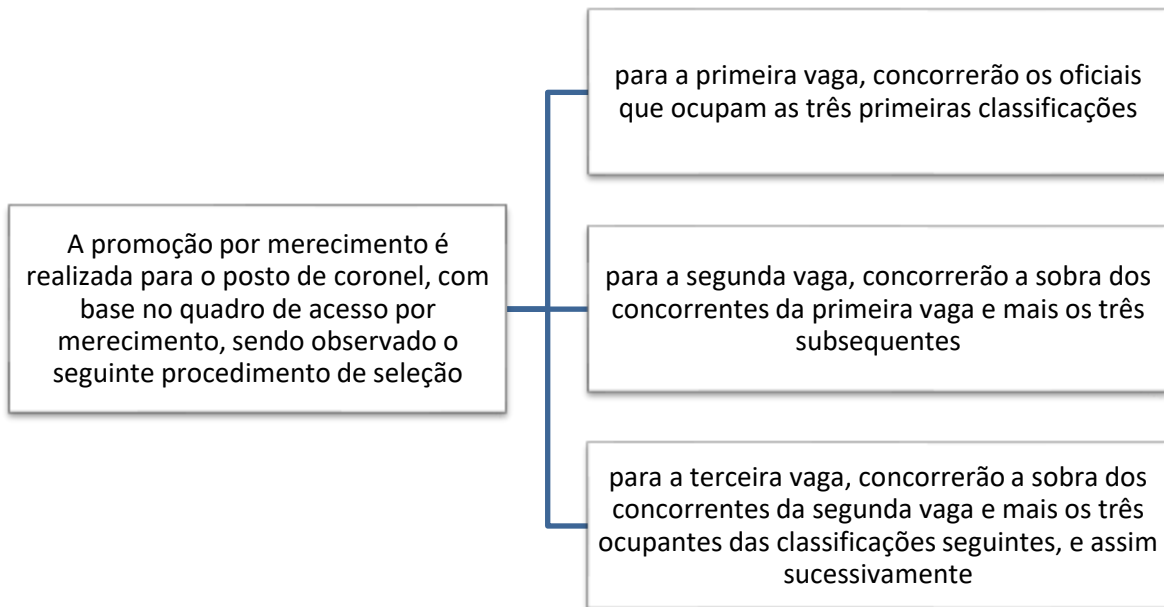 A promoção por merecimento é
realizada para o posto de coronel, com
base no quadro de acesso por
merecimento, sendo observado o
seguinte procedimento de seleção
para a primeira vaga, concorrerão os oficiais
que ocupam as três primeiras classificações
para a segunda vaga, concorrerão a sobra dos
concorrentes da primeira vaga e mais os três
subsequentes
para a terceira vaga, concorrerão a sobra dos
concorrentes da segunda vaga e mais os três
ocupantes das classificações seguintes, e assim
sucessivamente